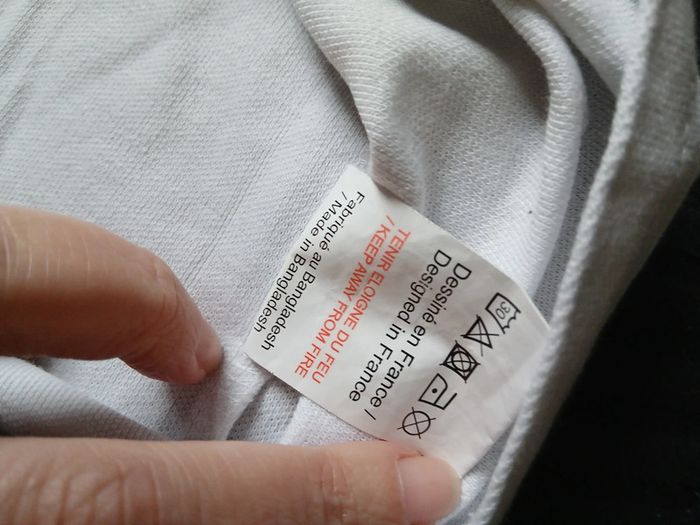 30
Dessiné en France /
Designed in France
TENIR ELOIGNE DU FEU
/ KEEP AWAY FROM FIRE
Fabriqué au Bangladesh
/ Made in Bangladesh